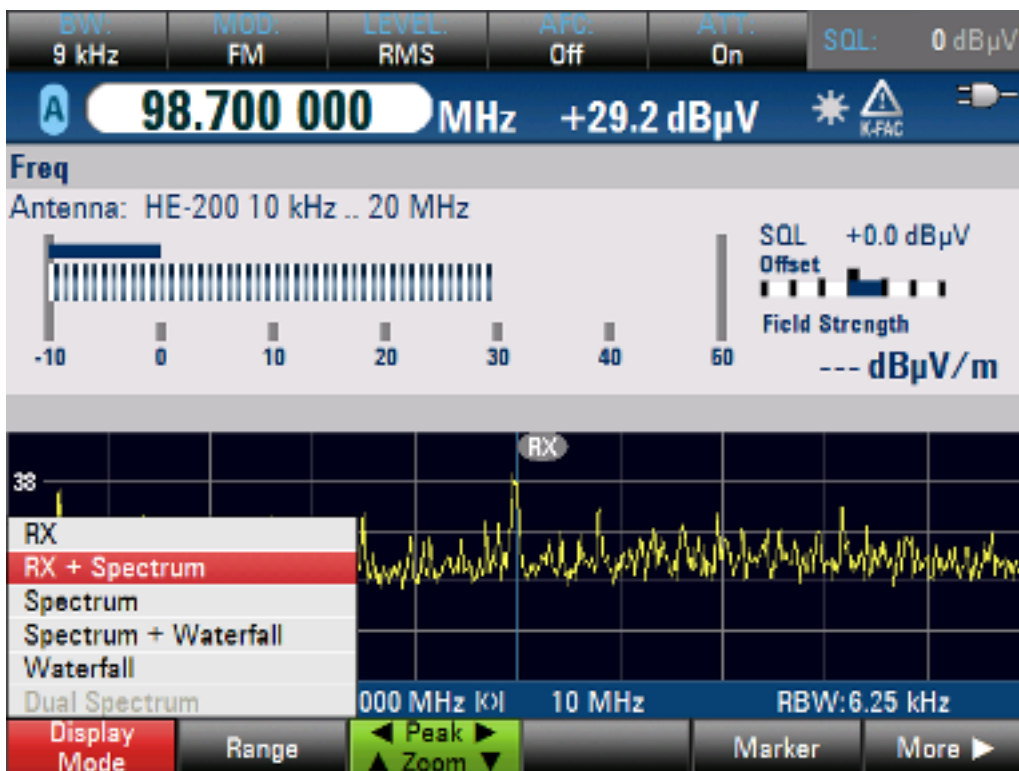 BW: MOD: LEVEL: AFC: ATT: SQL: 0 dBµV
9 kHz FM RMS Off On
A 98.700 000 MHz +29.2 dBµV K-FAC
Freq
Antenna: HE-200 10 kHz .. 20 MHz
SQL +0.0 dBµV
Offset
Field Strength
-10 0 10 20 30 40 60
--- dBµV/m
RX
38
RX
RX + Spectrum
Spectrum
Spectrum + Waterfall
Waterfall
Dual Spectrum
000 MHz 10 MHz RBW:6.25 kHz
Display Mode
Range
◀ Peak ▶
▲ Zoom ▼
Marker
More ▶